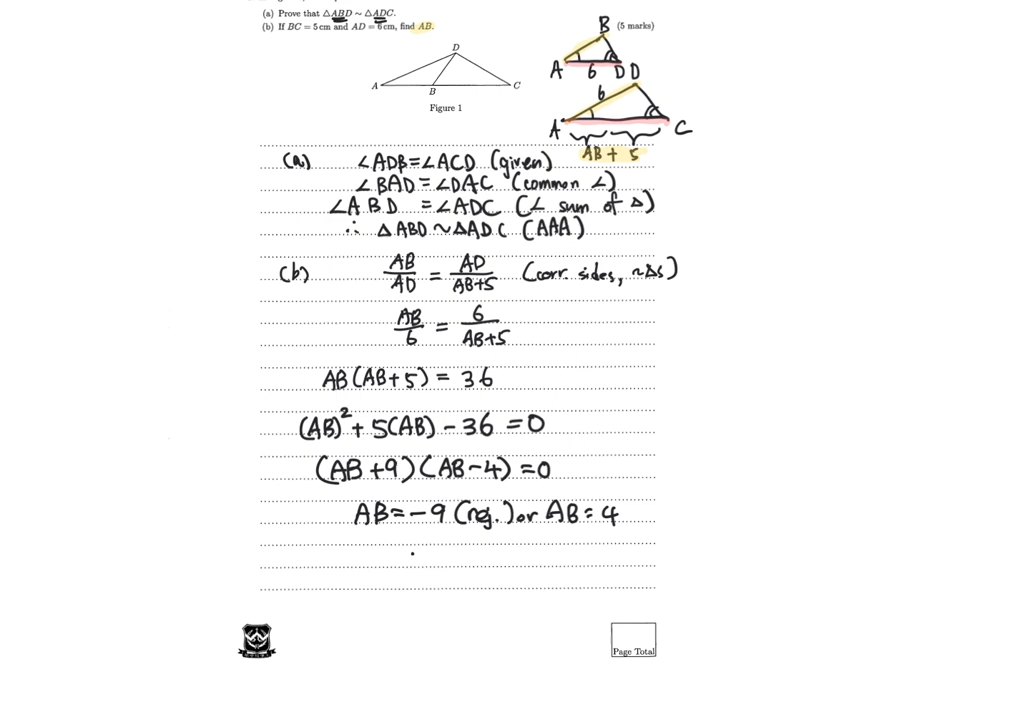 (a) Prove that △ABD ~ △ADC.
(b) If BC = 5 cm and AD = 6 cm, find AB.
(5 marks)
D
A
B
C
Figure 1
B
A 6 D D
6
A C
AB + 5
(a) ∠ADB = ∠ACD (given)
∠BAD = ∠DAC (common ∠)
∠ABD = ∠ADC (∠ sum of △)
∴ △ABD ~ △ADC (AAA)
(b) AB/AD = AD/AB+5 (corr. sides, ~△s)
AB/6 = 6/AB+5
AB(AB+5) = 36
(AB)² + 5(AB) - 36 = 0
(AB+9)(AB-4) = 0
AB = -9 (rej.) or AB = 4
Page Total